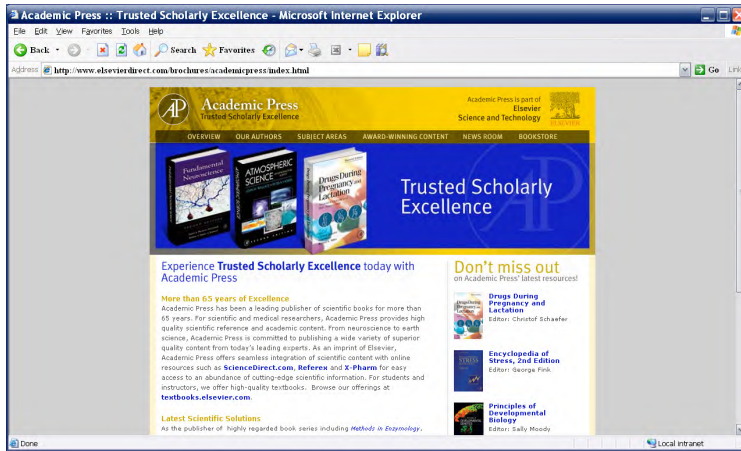 Academic Press :: Trusted Scholarly Excellence - Microsoft Internet Explorer
File Edit View Favorites Tools Help
Back Search Favorites
Address http://www.elsevierdirect.com/brochures/academicpress/index.html Go Link
AP Academic Press
Trusted Scholarly Excellence
Academic Press is part of
Elsevier
Science and Technology
ELSEVIER
OVERVIEW OUR AUTHORS SUBJECT AREAS AWARD-WINNING CONTENT NEWS ROOM BOOKSTORE
Fundamental
Neuroscience
ATMOSPHERIC
SCIENCE
SECOND EDITION
Drugs During
Pregnancy and
Lactation
Trusted Scholarly
Excellence
Experience Trusted Scholarly Excellence today with
Academic Press
More than 65 years of Excellence
Academic Press has been a leading publisher of scientific books for more than
65 years. For scientific and medical researchers, Academic Press provides high
quality scientific reference and academic content. From neuroscience to earth
science, Academic Press is committed to publishing a wide variety of superior
quality content from today's leading experts. As an imprint of Elsevier,
Academic Press offers seamless integration of scientific content with online
resources such as ScienceDirect.com, Referex and X-Pharm for easy
access to an abundance of cutting-edge scientific information. For students and
instructors, we offer high-quality textbooks. Browse our offerings at
textbooks.elsevier.com.
Latest Scientific Solutions
As the publisher of highly regarded book series including Methods in Enzymology,
Don't miss out
on Academic Press' latest resources!
Drugs During
Pregnancy and
Lactation
Editor: Christof Schaefer
Encyclopedia of
Stress, 2nd Edition
Editor: George Fink
Principles of
Developmental
Biology
Editor: Sally Moody
Done Local intranet